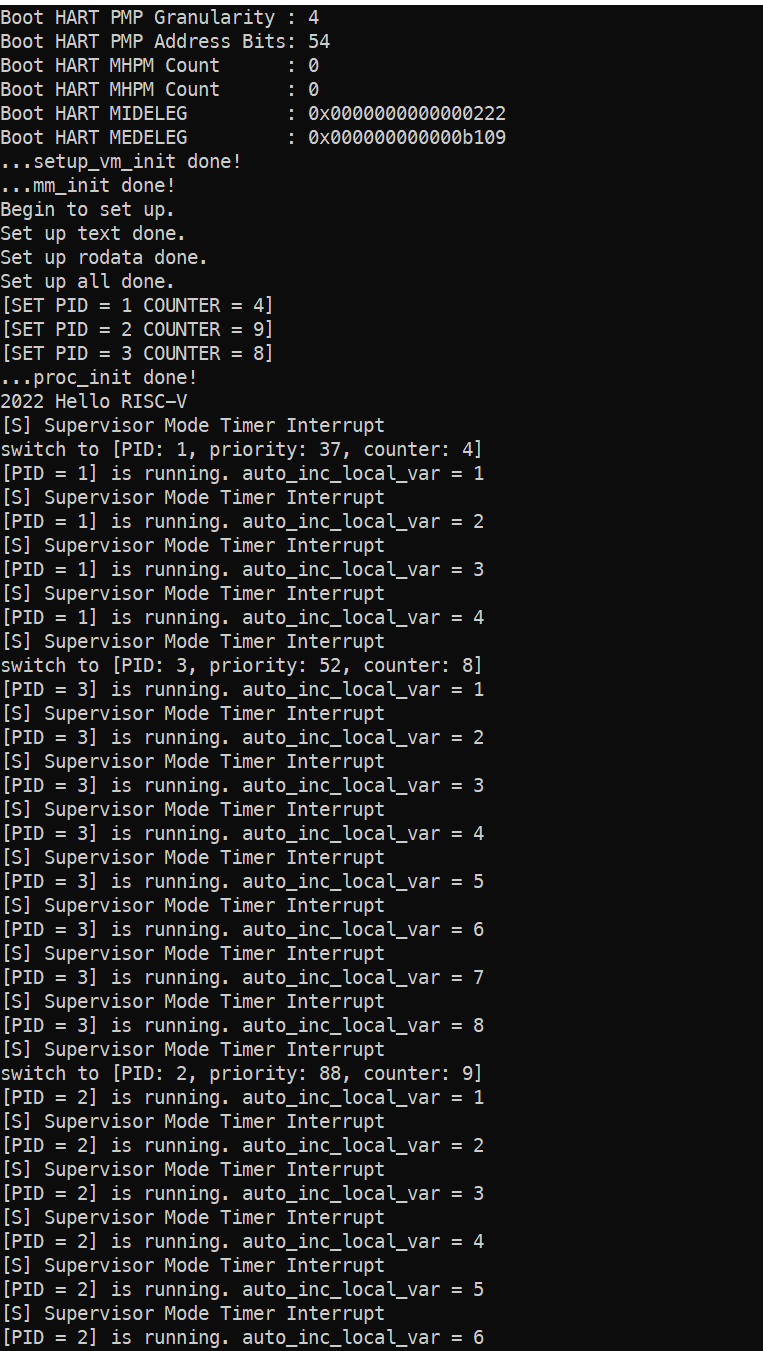 Boot HART PMP Granularity : 4
Boot HART PMP Address Bits: 54
Boot HART MHPM Count      : 0
Boot HART MHPM Count      : 0
Boot HART MIDELEG         : 0x0000000000000222
Boot HART MEDELEG         : 0x000000000000b109
...setup_vm_init done!
...mm_init done!
Begin to set up.
Set up text done.
Set up rodata done.
Set up all done.
[SET PID = 1 COUNTER = 4]
[SET PID = 2 COUNTER = 9]
[SET PID = 3 COUNTER = 8]
...proc_init done!
2022 Hello RISC-V
[S] Supervisor Mode Timer Interrupt
switch to [PID: 1, priority: 37, counter: 4]
[PID = 1] is running. auto_inc_local_var = 1
[S] Supervisor Mode Timer Interrupt
[PID = 1] is running. auto_inc_local_var = 2
[S] Supervisor Mode Timer Interrupt
[PID = 1] is running. auto_inc_local_var = 3
[S] Supervisor Mode Timer Interrupt
[PID = 1] is running. auto_inc_local_var = 4
[S] Supervisor Mode Timer Interrupt
switch to [PID: 3, priority: 52, counter: 8]
[PID = 3] is running. auto_inc_local_var = 1
[S] Supervisor Mode Timer Interrupt
[PID = 3] is running. auto_inc_local_var = 2
[S] Supervisor Mode Timer Interrupt
[PID = 3] is running. auto_inc_local_var = 3
[S] Supervisor Mode Timer Interrupt
[PID = 3] is running. auto_inc_local_var = 4
[S] Supervisor Mode Timer Interrupt
[PID = 3] is running. auto_inc_local_var = 5
[S] Supervisor Mode Timer Interrupt
[PID = 3] is running. auto_inc_local_var = 6
[S] Supervisor Mode Timer Interrupt
[PID = 3] is running. auto_inc_local_var = 7
[S] Supervisor Mode Timer Interrupt
[PID = 3] is running. auto_inc_local_var = 8
[S] Supervisor Mode Timer Interrupt
switch to [PID: 2, priority: 88, counter: 9]
[PID = 2] is running. auto_inc_local_var = 1
[S] Supervisor Mode Timer Interrupt
[PID = 2] is running. auto_inc_local_var = 2
[S] Supervisor Mode Timer Interrupt
[PID = 2] is running. auto_inc_local_var = 3
[S] Supervisor Mode Timer Interrupt
[PID = 2] is running. auto_inc_local_var = 4
[S] Supervisor Mode Timer Interrupt
[PID = 2] is running. auto_inc_local_var = 5
[S] Supervisor Mode Timer Interrupt
[PID = 2] is running. auto_inc_local_var = 6